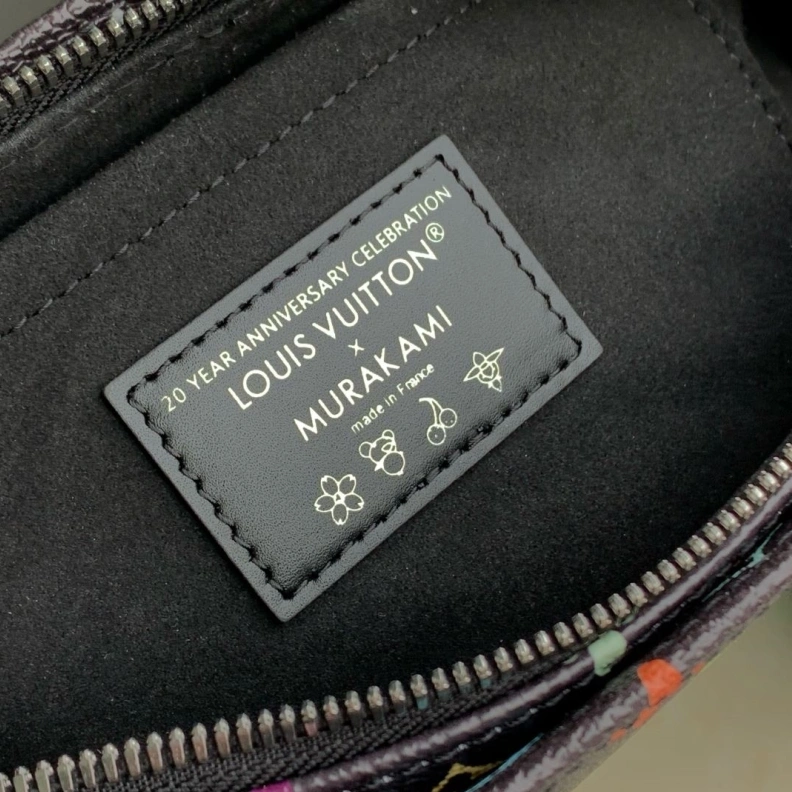 20 YEAR ANNIVERSARY CELEBRATION
LOUIS VUITTON®
×
MURAKAMI
made in France